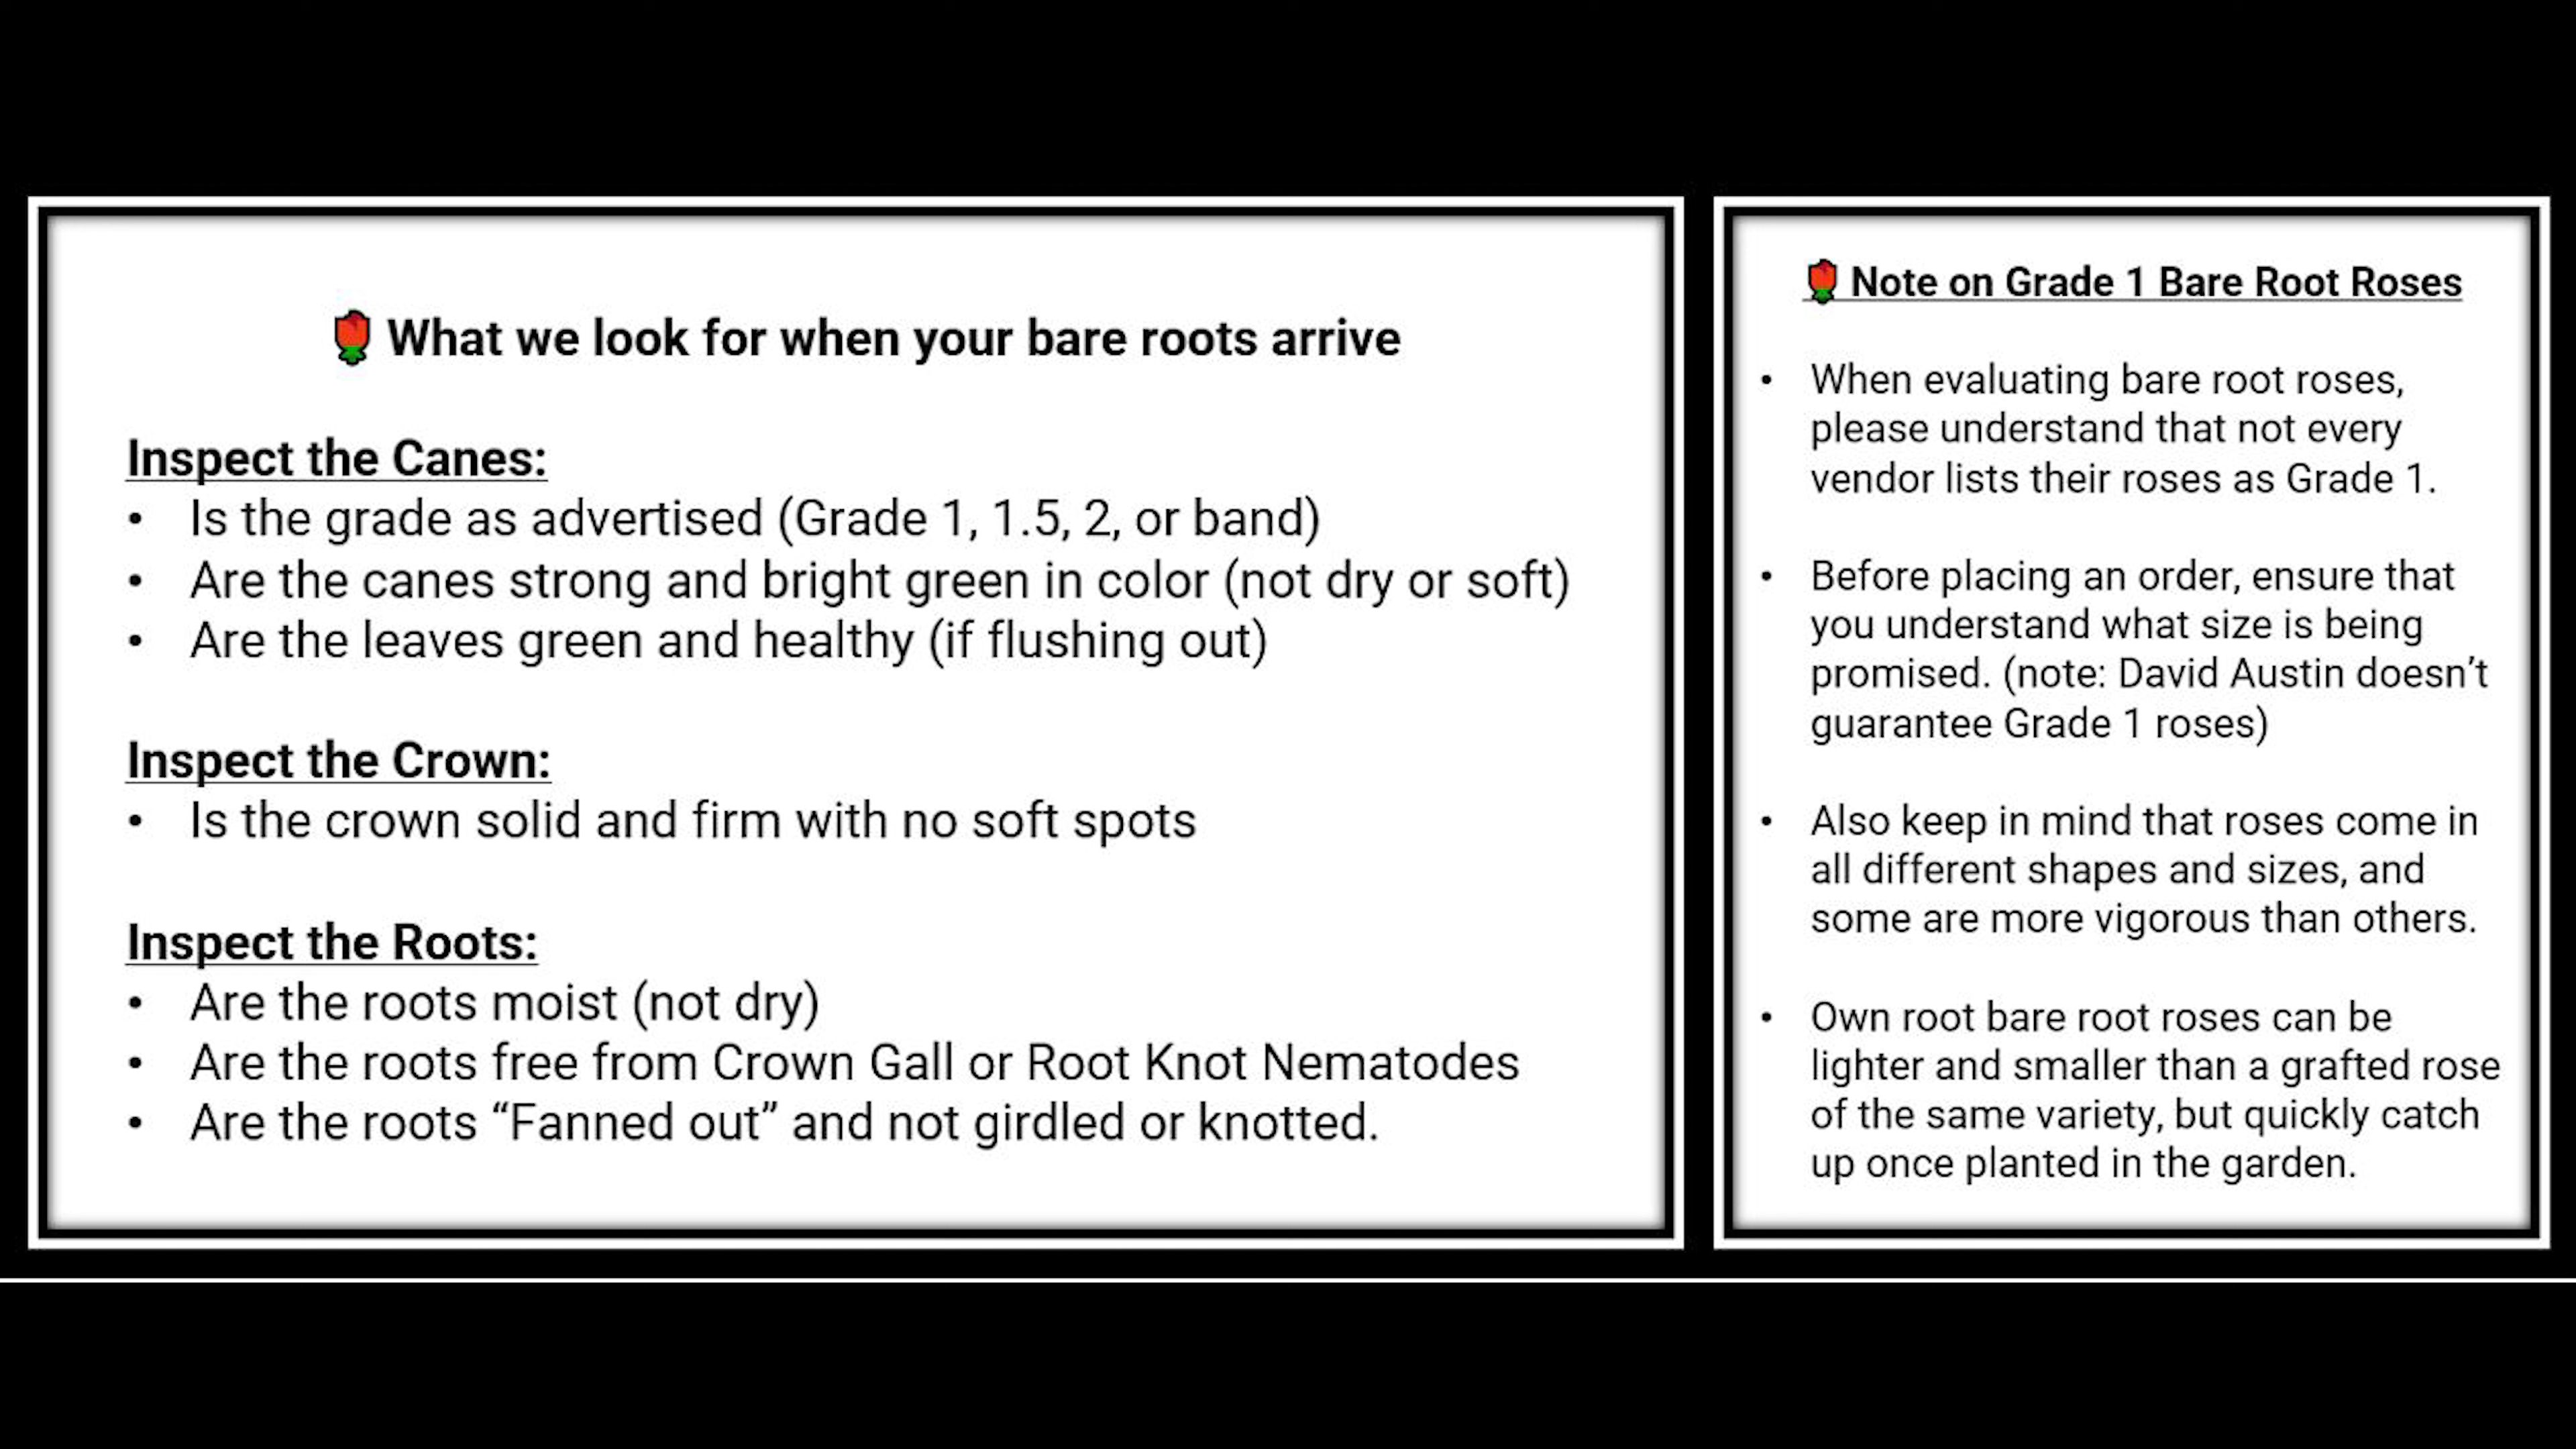 🌹 What we look for when your bare roots arrive
Inspect the Canes:
• Is the grade as advertised (Grade 1, 1.5, 2, or band)
• Are the canes strong and bright green in color (not dry or soft)
• Are the leaves green and healthy (if flushing out)
Inspect the Crown:
• Is the crown solid and firm with no soft spots
Inspect the Roots:
• Are the roots moist (not dry)
• Are the roots free from Crown Gall or Root Knot Nematodes
• Are the roots “Fanned out” and not girdled or knotted.
🌹 Note on Grade 1 Bare Root Roses
• When evaluating bare root roses,
please understand that not every
vendor lists their roses as Grade 1.
• Before placing an order, ensure that
you understand what size is being
promised. (note: David Austin doesn’t
guarantee Grade 1 roses)
• Also keep in mind that roses come in
all different shapes and sizes, and
some are more vigorous than others.
• Own root bare root roses can be
lighter and smaller than a grafted rose
of the same variety, but quickly catch
up once planted in the garden.